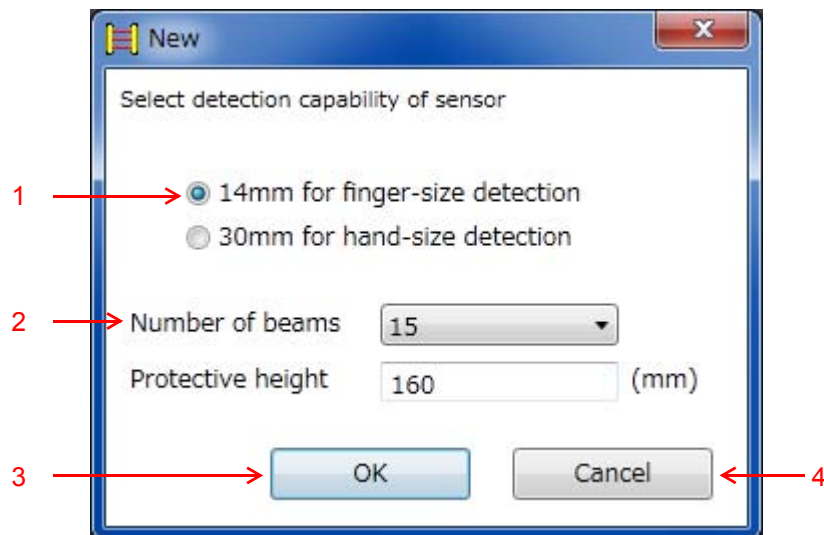 New
Select detection capability of sensor
1 14mm for finger-size detection
30mm for hand-size detection
2 Number of beams 15
Protective height 160 (mm)
3 OK Cancel 4